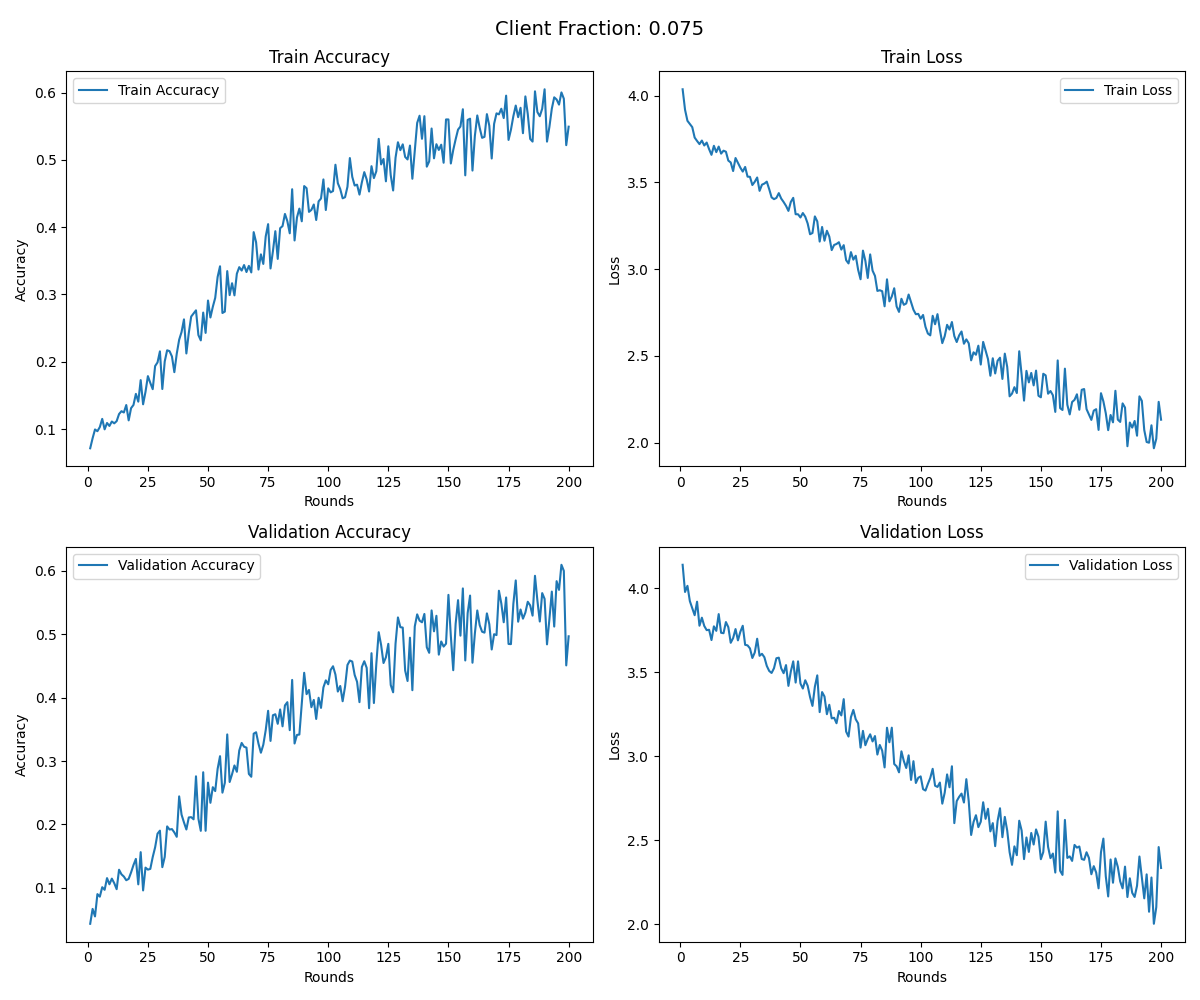 Client Fraction: 0.075
Train Accuracy
Train Accuracy
0.6
0.5
0.4
0.3
0.2
0.1
Accuracy
0 25 50 75 100 125 150 175 200
Rounds
Train Loss
Train Loss
4.0
3.5
3.0
2.5
2.0
Loss
0 25 50 75 100 125 150 175 200
Rounds
Validation Accuracy
Validation Accuracy
0.6
0.5
0.4
0.3
0.2
0.1
Accuracy
0 25 50 75 100 125 150 175 200
Rounds
Validation Loss
Validation Loss
4.0
3.5
3.0
2.5
2.0
Loss
0 25 50 75 100 125 150 175 200
Rounds